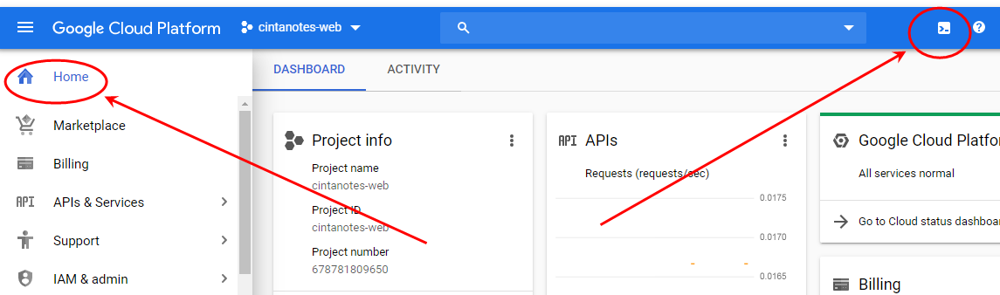 Google Cloud Platform
cintanotes-web
Home
Marketplace
Billing
API
APIs & Services
Support
IAM & admin
DASHBOARD
ACTIVITY
Project info
Project name
cintanotes-web
Project ID
cintanotes-web
Project number
678781809650
API
APIs
Requests (requests/sec)
0.0175
0.0170
0.0165
Google Cloud Platfo
All services normal
Go to Cloud status dashboa
Billing